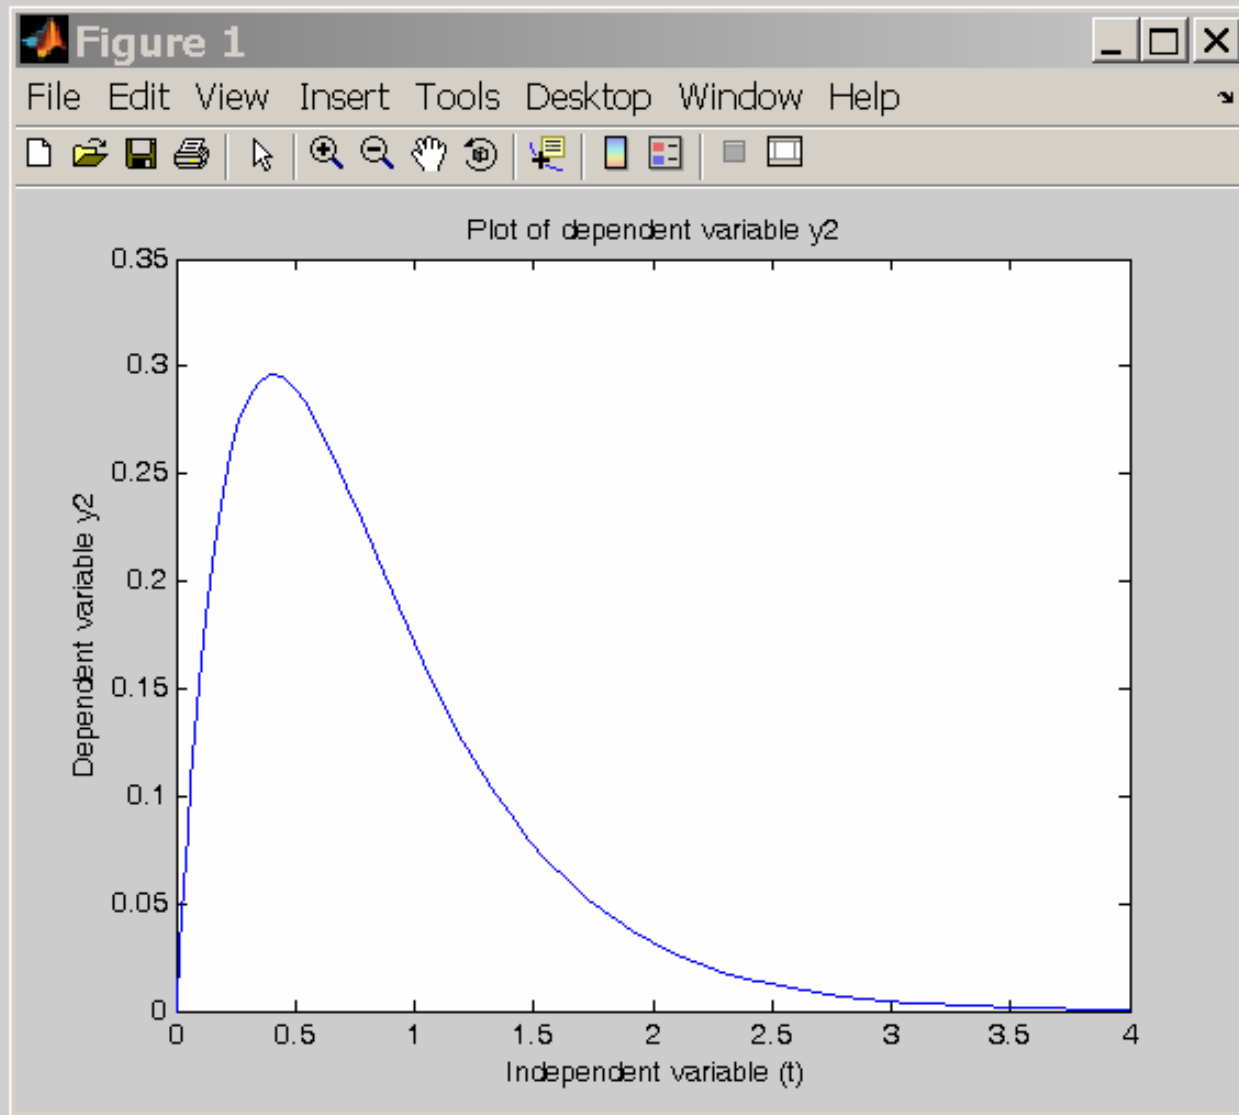 Figure 1
File Edit View Insert Tools Desktop Window Help
Plot of dependent variable y2
0.35
0.3
0.25
0.2
0.15
0.1
0.05
0
Dependent variable y2
0 0.5 1 1.5 2 2.5 3 3.5 4
Independent variable (t)